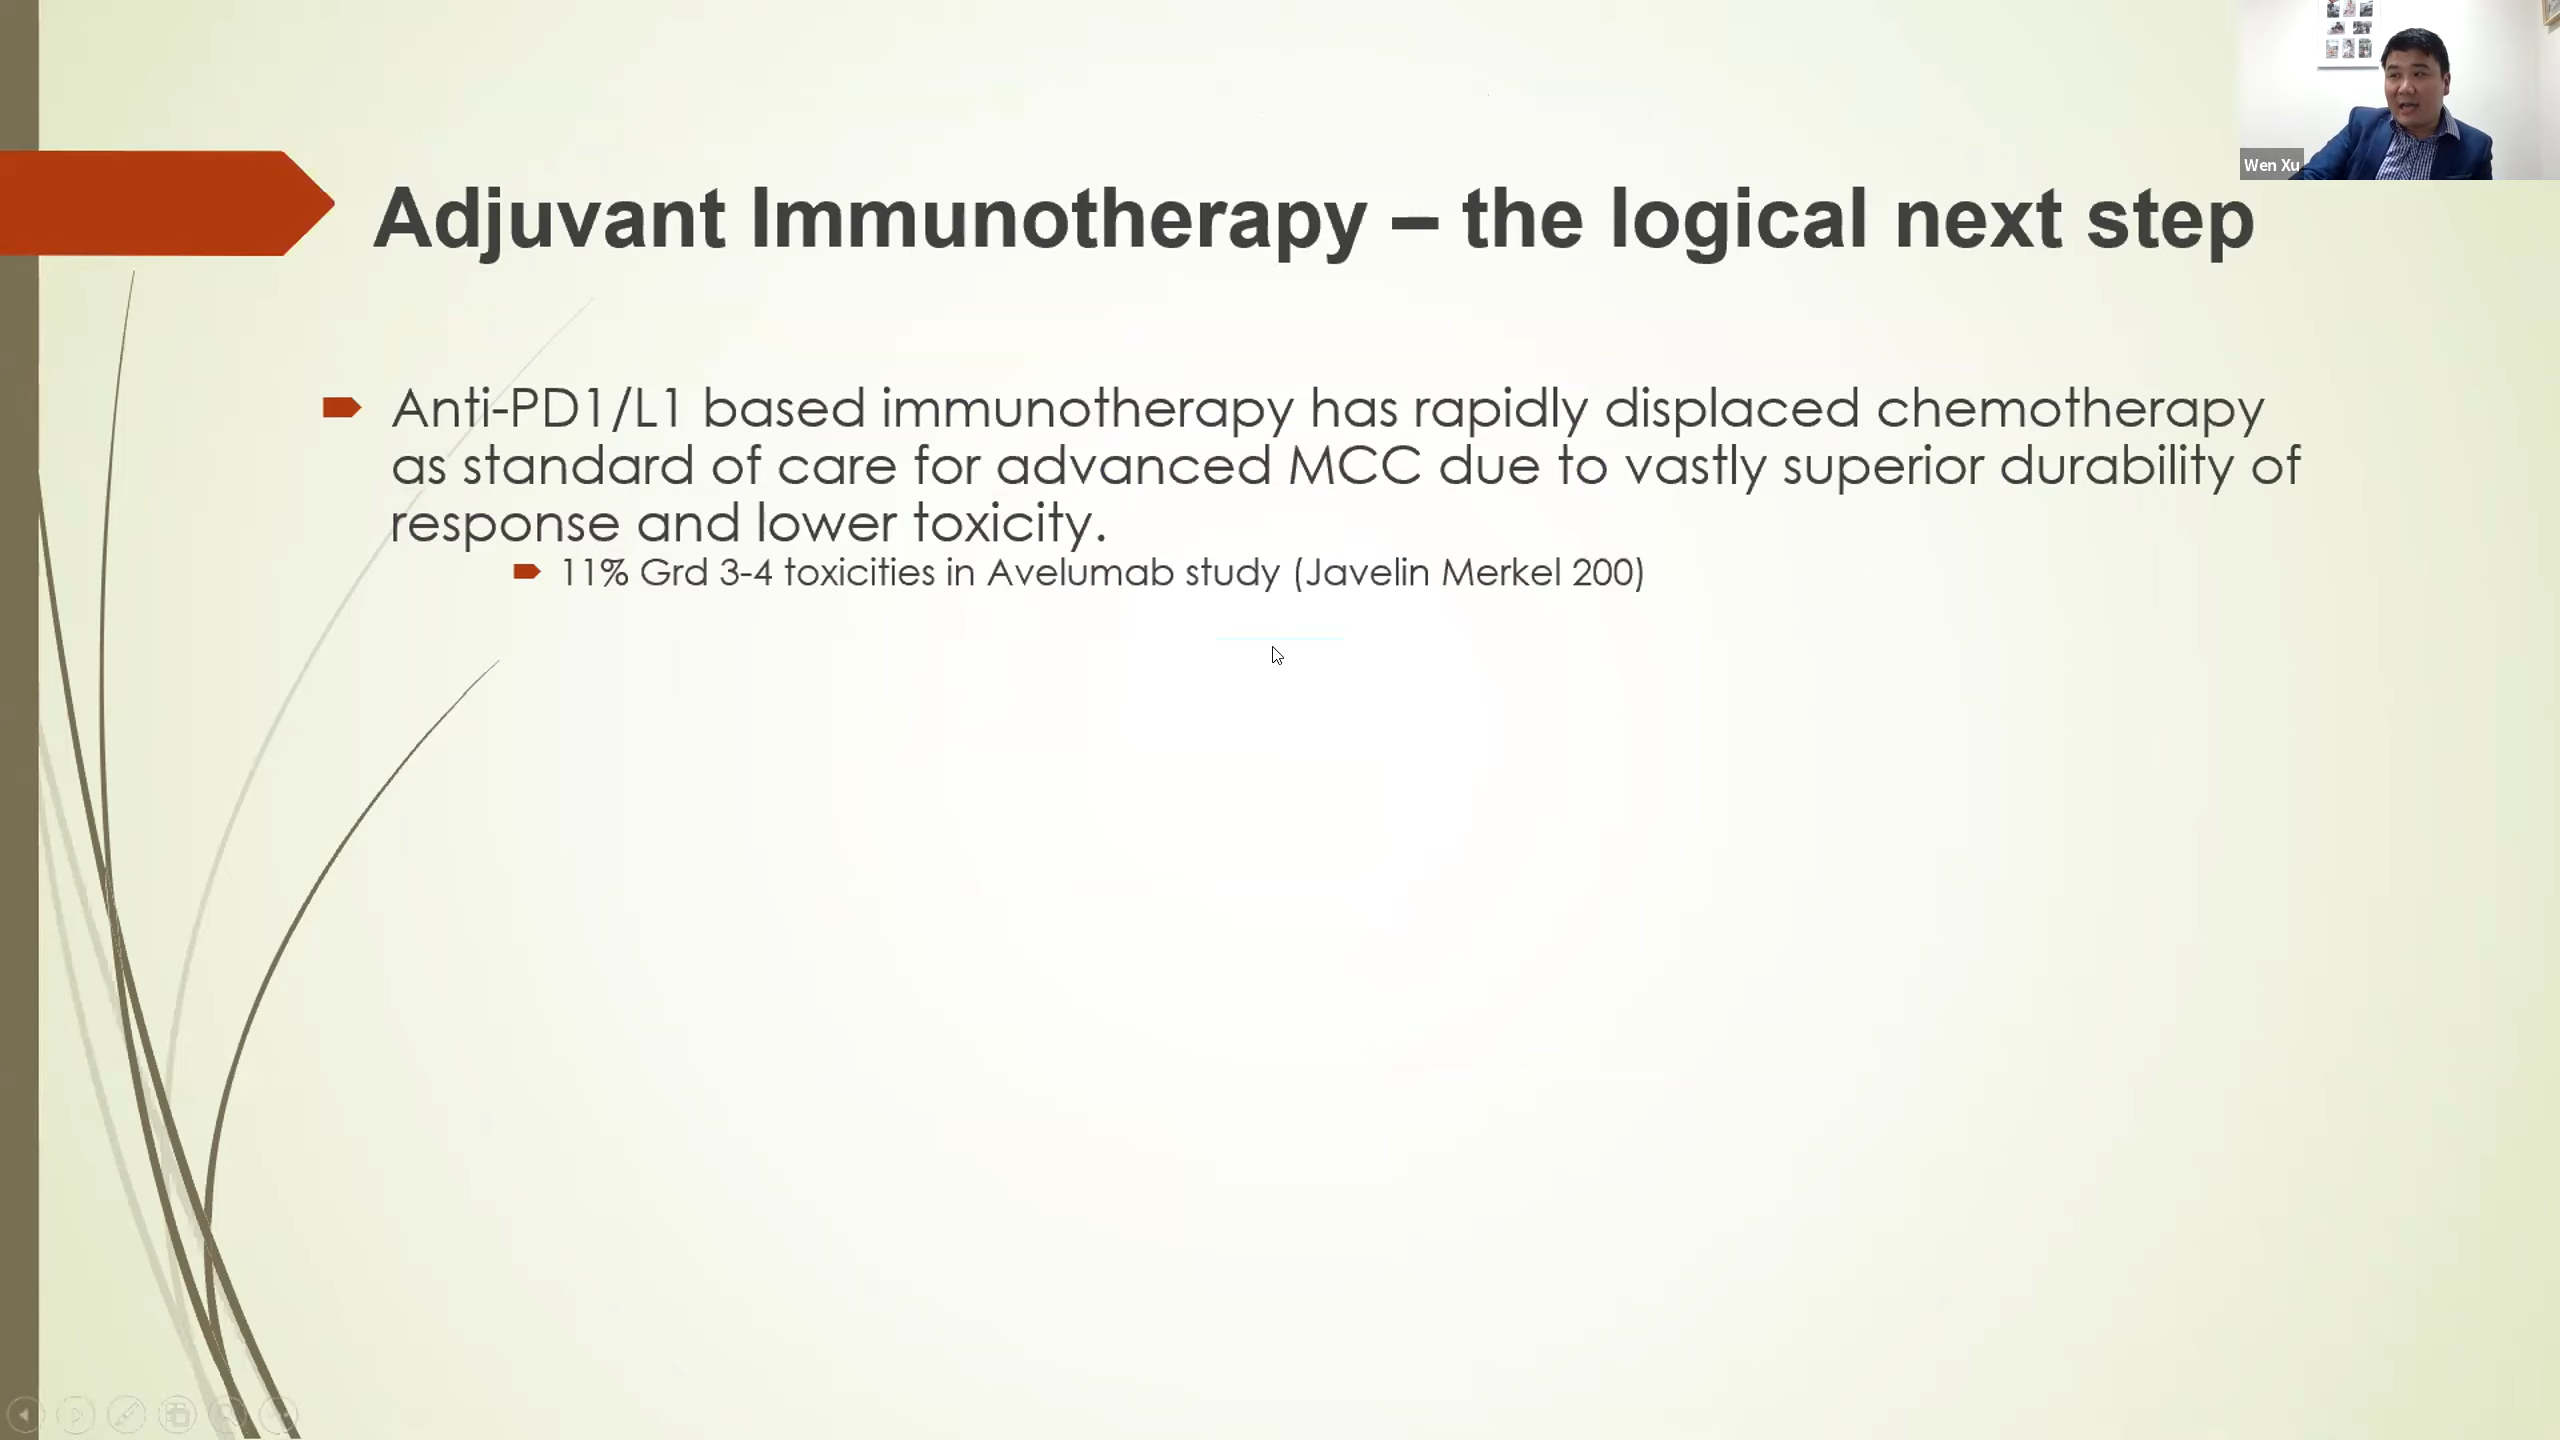 Wen Xu
Adjuvant Immunotherapy – the logical next step
Anti-PD1/L1 based immunotherapy has rapidly displaced chemotherapy
as standard of care for advanced MCC due to vastly superior durability of
response and lower toxicity.
11% Grd 3-4 toxicities in Avelumab study (Javelin Merkel 200)